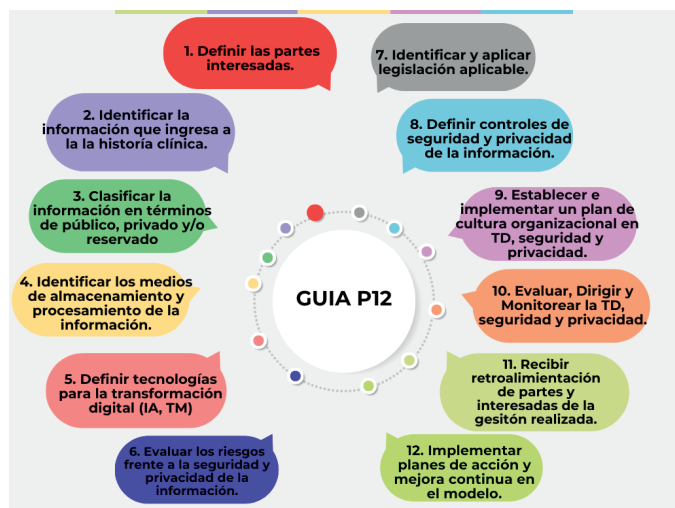 1. Definir las partes
interesadas.
2. Identificar la
información que ingresa a
la la historía clínica.
3. Clasificar la
información en términos
de público, privado y/o
reservado
4. Identificar los medios
de almacenamiento y
procesamiento de la
información.
5. Definir tecnologías
para la transformación
digital (IA, TM)
6. Evaluar los riesgos
frente a la seguridad y
privacidad de la
información.
GUIA P12
7. Identificar y aplicar
legislación aplicable.
8. Definir controles de
seguridad y privacidad
de la información.
9. Establecer e
implementar un plan de
cultura organizacional en
TD, seguridad y
privacidad.
10. Evaluar, Dirigir y
Monitorear la TD,
seguridad y privacidad.
11. Recibir
retroalimentación
de partes y
interesadas de la
gesitón realizada.
12. Implementar
planes de acción y
mejora continua en
el modelo.